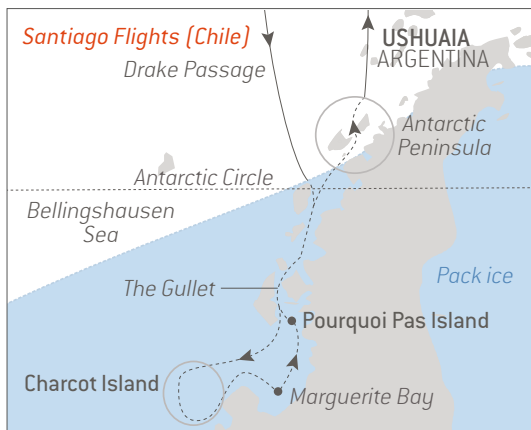 Santiago Flights (Chile)
USHUAIA
ARGENTINA
Drake Passage
Antarctic
Peninsula
Antarctic Circle
Bellingshausen
Sea
The Gullet
Pack ice
Pourquoi Pas Island
Charcot Island
Marguerite Bay